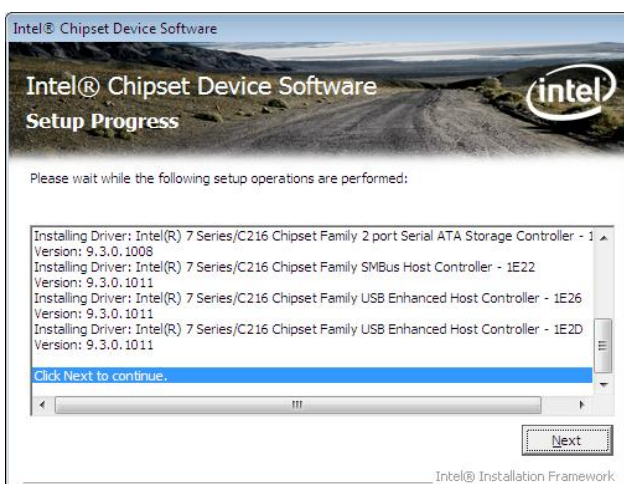 Intel® Chipset Device Software
Intel® Chipset Device Software
intel
Setup Progress
Please wait while the following setup operations are performed:
Installing Driver: Intel(R) 7 Series/C216 Chipset Family 2 port Serial ATA Storage Controller - 1
Version: 9.3.0.1008
Installing Driver: Intel(R) 7 Series/C216 Chipset Family SMBus Host Controller - 1E22
Version: 9.3.0.1011
Installing Driver: Intel(R) 7 Series/C216 Chipset Family USB Enhanced Host Controller - 1E26
Version: 9.3.0.1011
Installing Driver: Intel(R) 7 Series/C216 Chipset Family USB Enhanced Host Controller - 1E2D
Version: 9.3.0.1011
Click Next to continue.
Next
Intel® Installation Framework